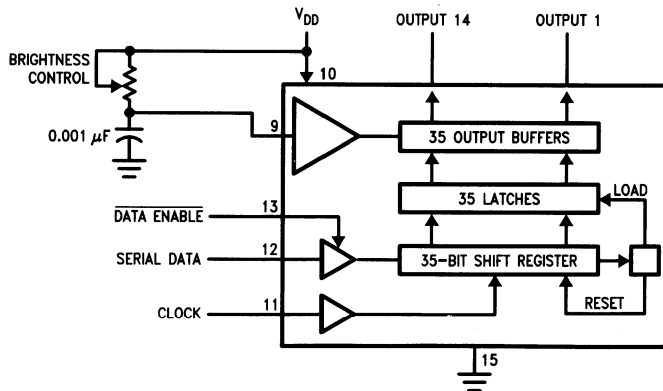 V_DD
OUTPUT 14
OUTPUT 1
BRIGHTNESS
CONTROL
10
9
0.001 μF
35 OUTPUT BUFFERS
35 LATCHES
LOAD
DATA ENABLE
13
SERIAL DATA
12
35-BIT SHIFT REGISTER
CLOCK
11
RESET
15